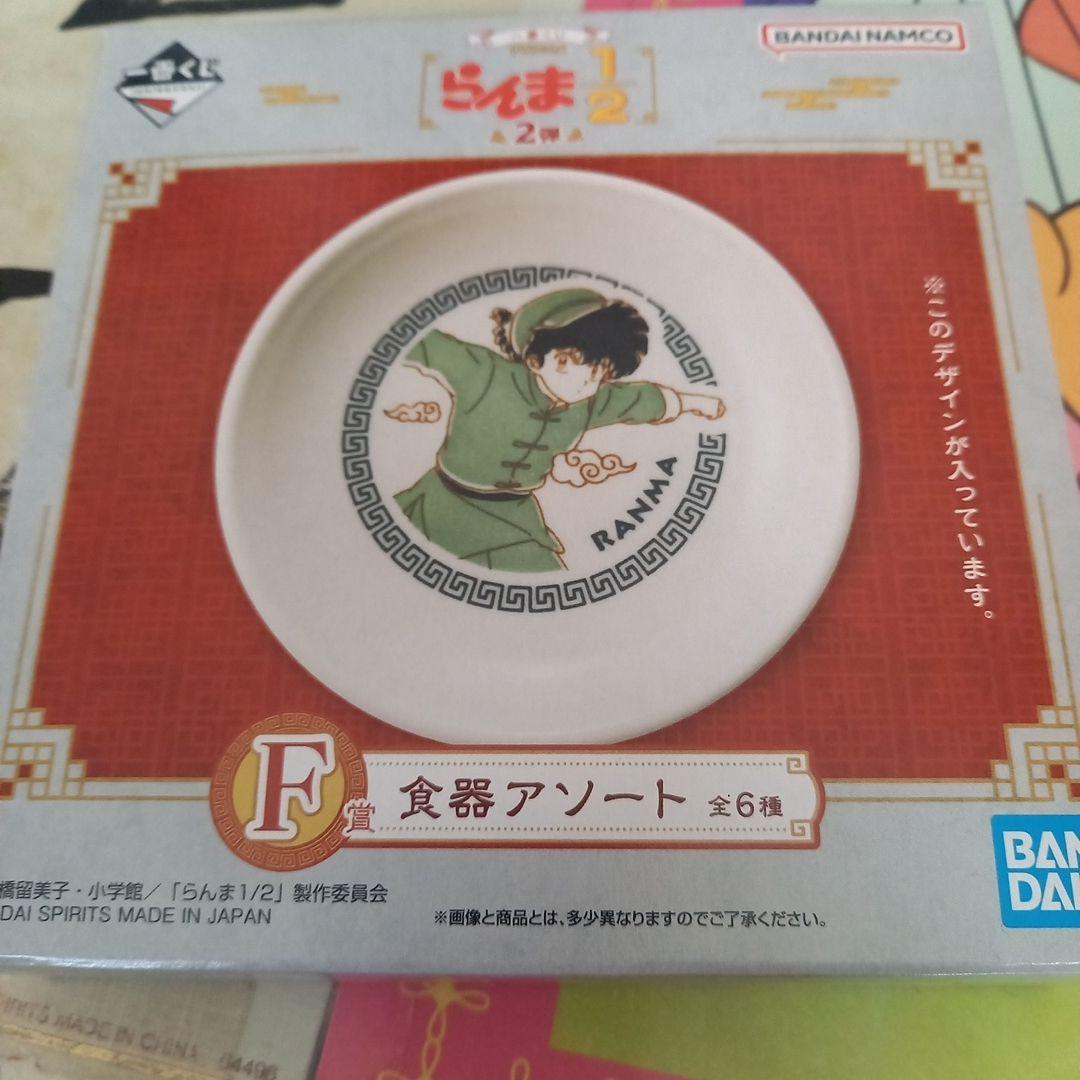 一番くじ
BANDAI NAMCO
らんま1/2
2弾
※このデザインが入っています。
RANMA
F賞
食器アソート 全6種
橋留美子・小学館／「らんま1/2」製作委員会
DAI SPIRITS MADE IN JAPAN
※画像と商品とは、多少異なりますのでご了承ください。
BAN
DAI
MADE IN CHINA